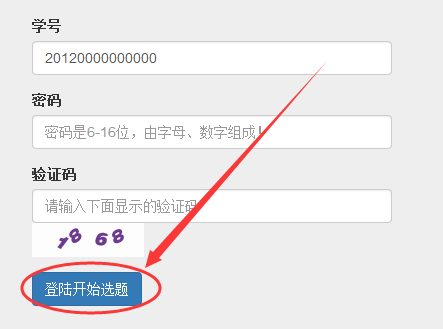 学号
20120000000000
密码
密码是6-16位，由字母、数字组成！
验证码
请输入下面显示的验证码
1868
登陆开始选题